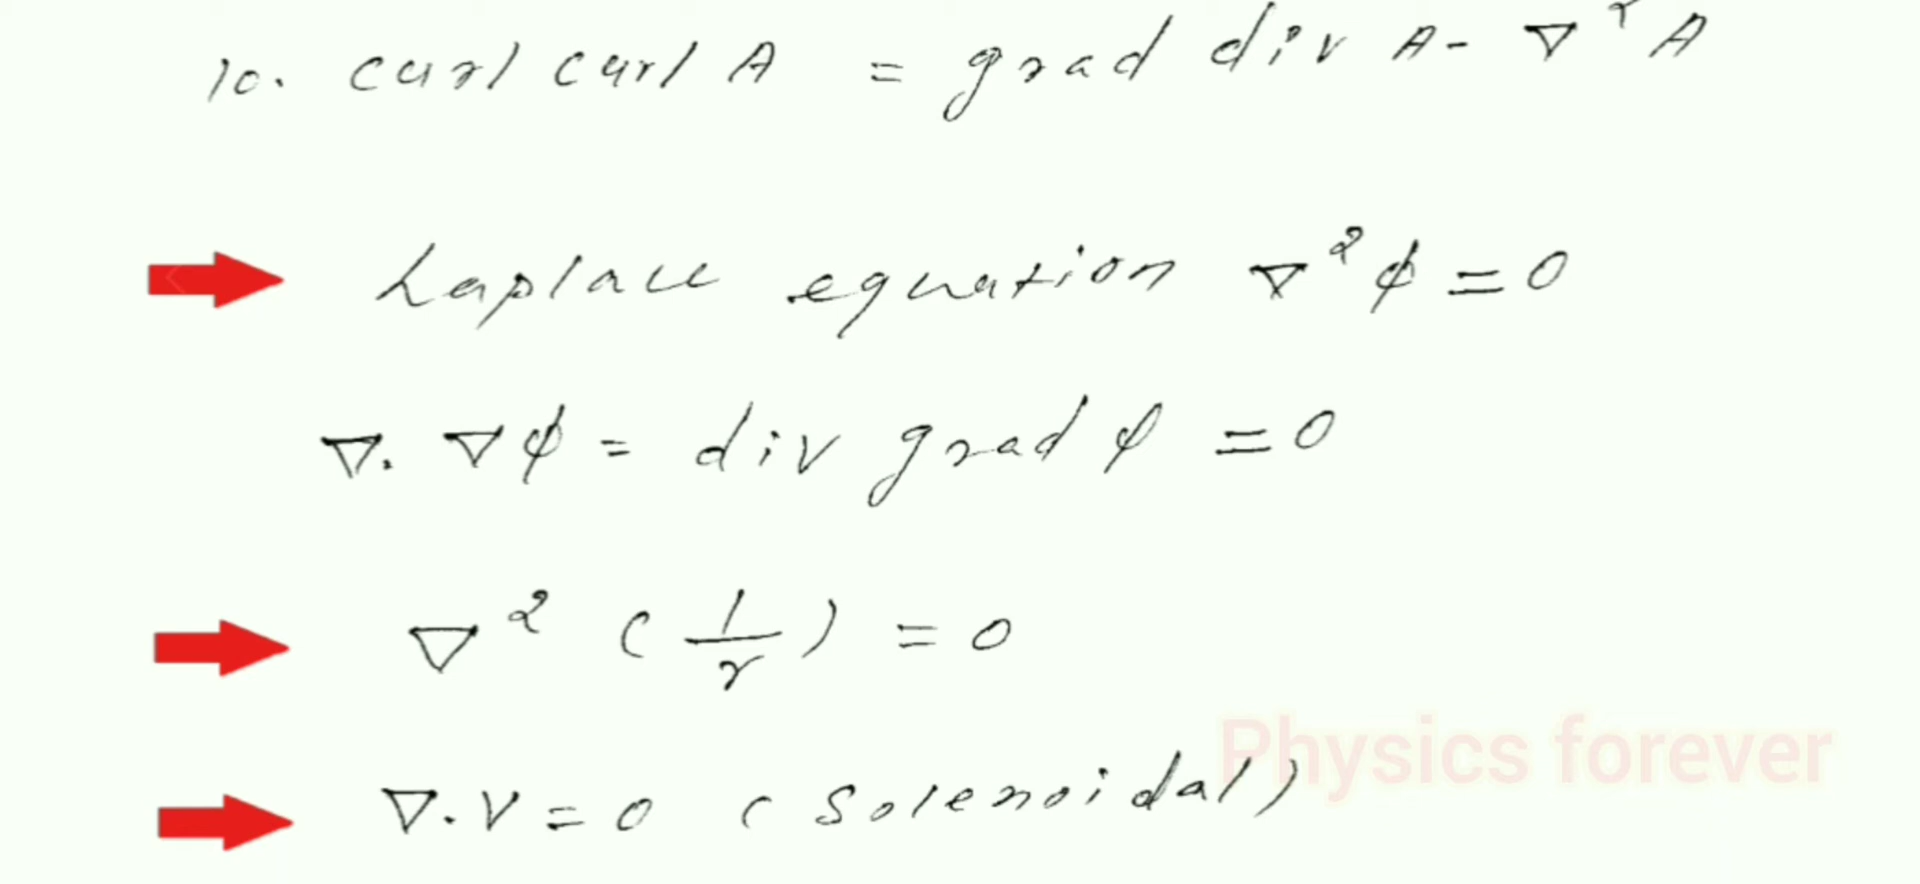 10. curl curl A = grad div A - ∇²A
Laplace equation ∇²ϕ = 0
∇. ∇ϕ = div grad ϕ = 0
∇² (1/r) = 0
Physics forever
∇.V = 0 (Solenoidal)